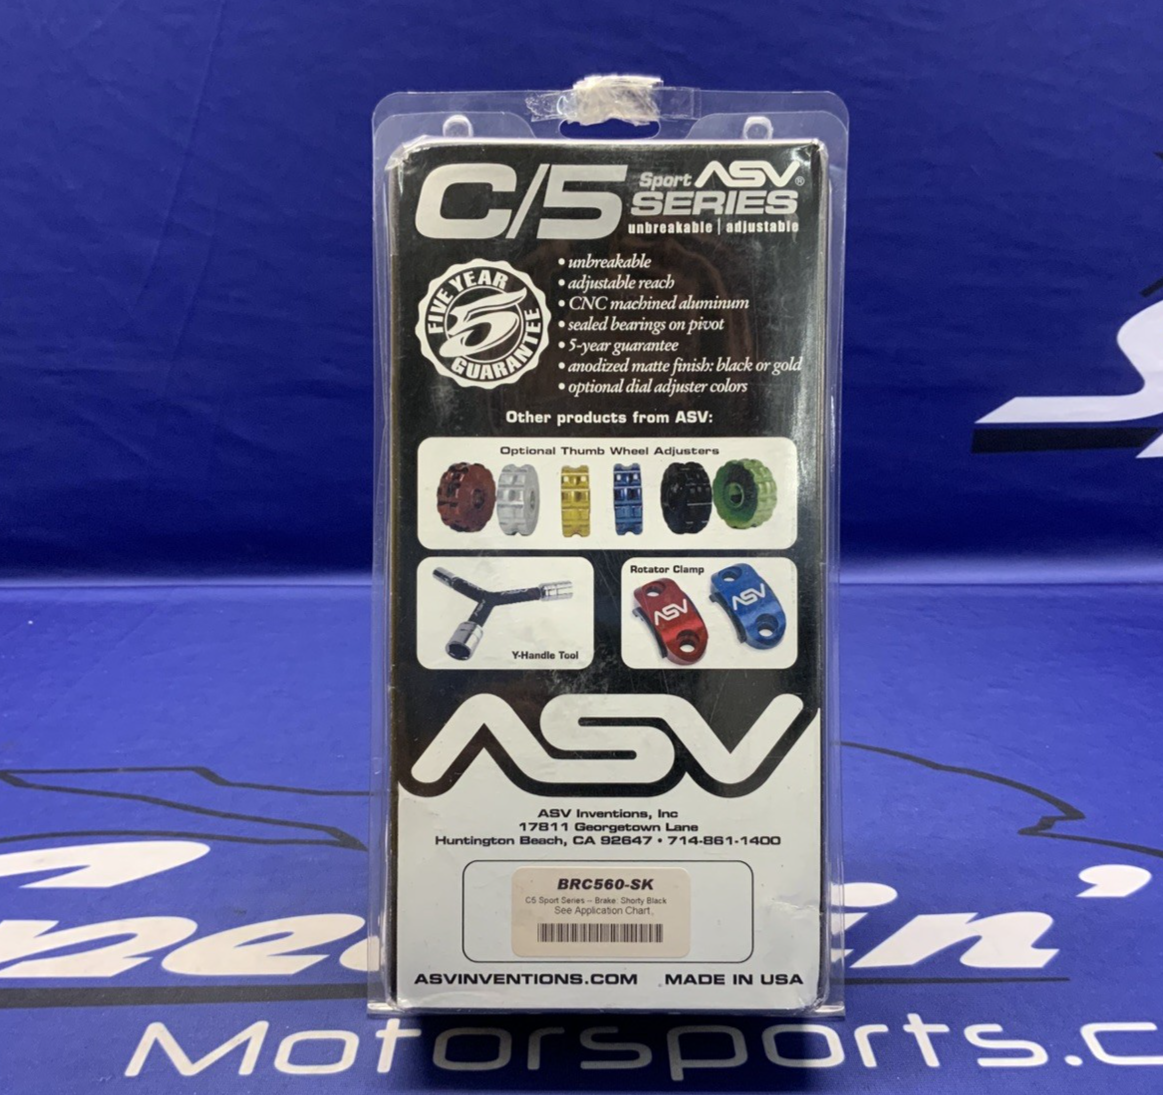 C/5 Sport ASV®
SERIES
unbreakable | adjustable
FIVE YEAR
5
GUARANTEE
• unbreakable
• adjustable reach
• CNC machined aluminum
• sealed bearings on pivot
• 5-year guarantee
• anodized matte finish: black or gold
• optional dial adjuster colors
Other products from ASV:
Optional Thumb Wheel Adjusters
Y-Handle Tool
Rotator Clamp
ASV
ASV
ASV
ASV Inventions, Inc
17811 Georgetown Lane
Huntington Beach, CA 92647 • 714-861-1400
BRC560-SK
C5 Sport Series -- Brake: Shorty Black
See Application Chart.
ASVINVENTIONS.COM MADE IN USA
Motorsports.c